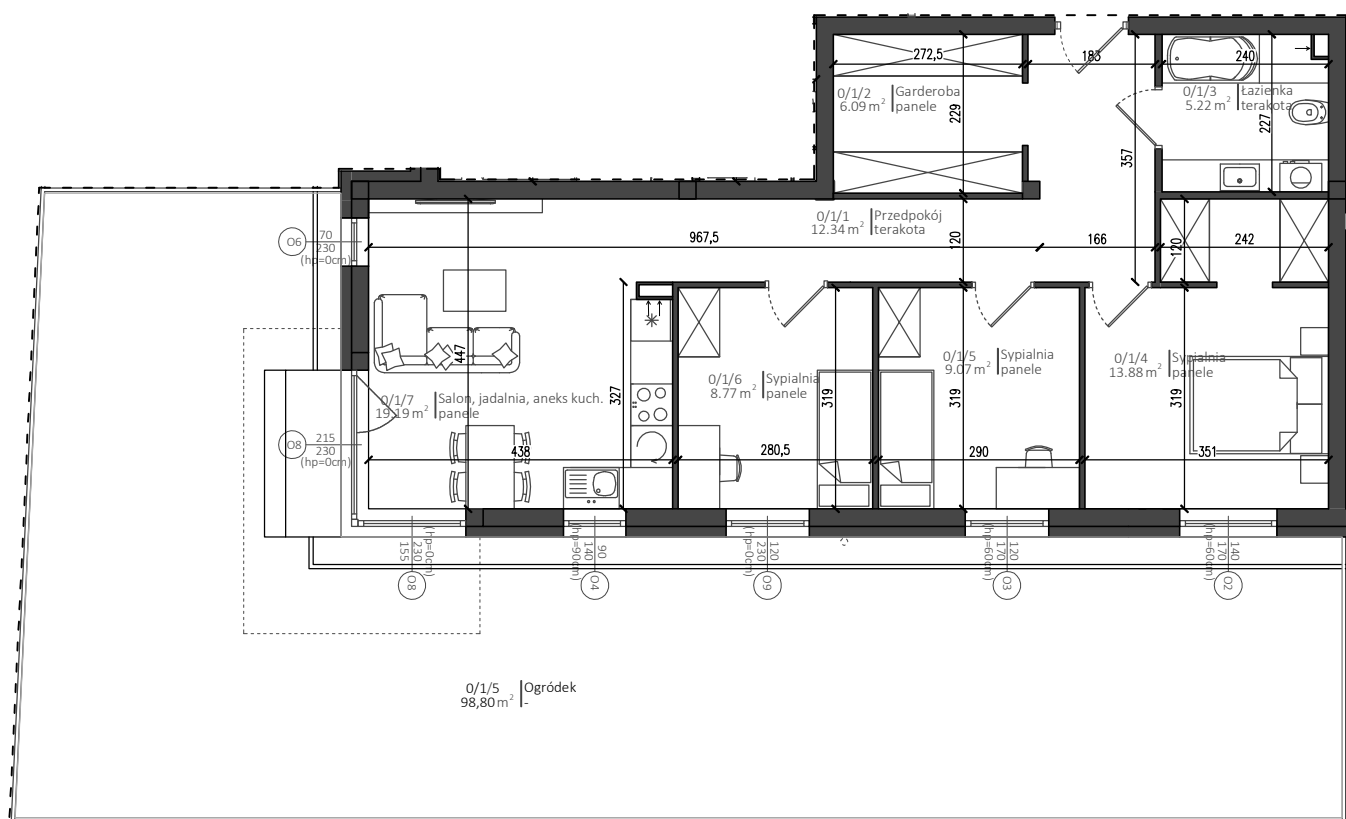 272,5
183
240
0/1/2 Garderoba
6.09 m² panele
229
0/1/3 Łazienka
5.22 m² terakota
227
357
0/1/1 Przedpokój
12.34 m² terakota
O6
70
230
(hp=0cm)
967,5
120
166
120
242
447
327
0/1/7 Salon, jadalnia, aneks kuch.
19.19 m² panele
0/1/6 Sypialnia
8.77 m² panele
319
0/1/5 Sypialnia
9.07 m² panele
319
0/1/4 Sypialnia
13.88 m² panele
319
O8
215
230
(hp=0cm)
438
280,5
290
351
155
230
(hp=0cm)
O8
90
140
(hp=90cm)
O4
120
230
(hp=0cm)
O9
120
170
(hp=60cm)
O3
140
170
(hp=60cm)
O2
0/1/5 Ogródek
98,80 m² -